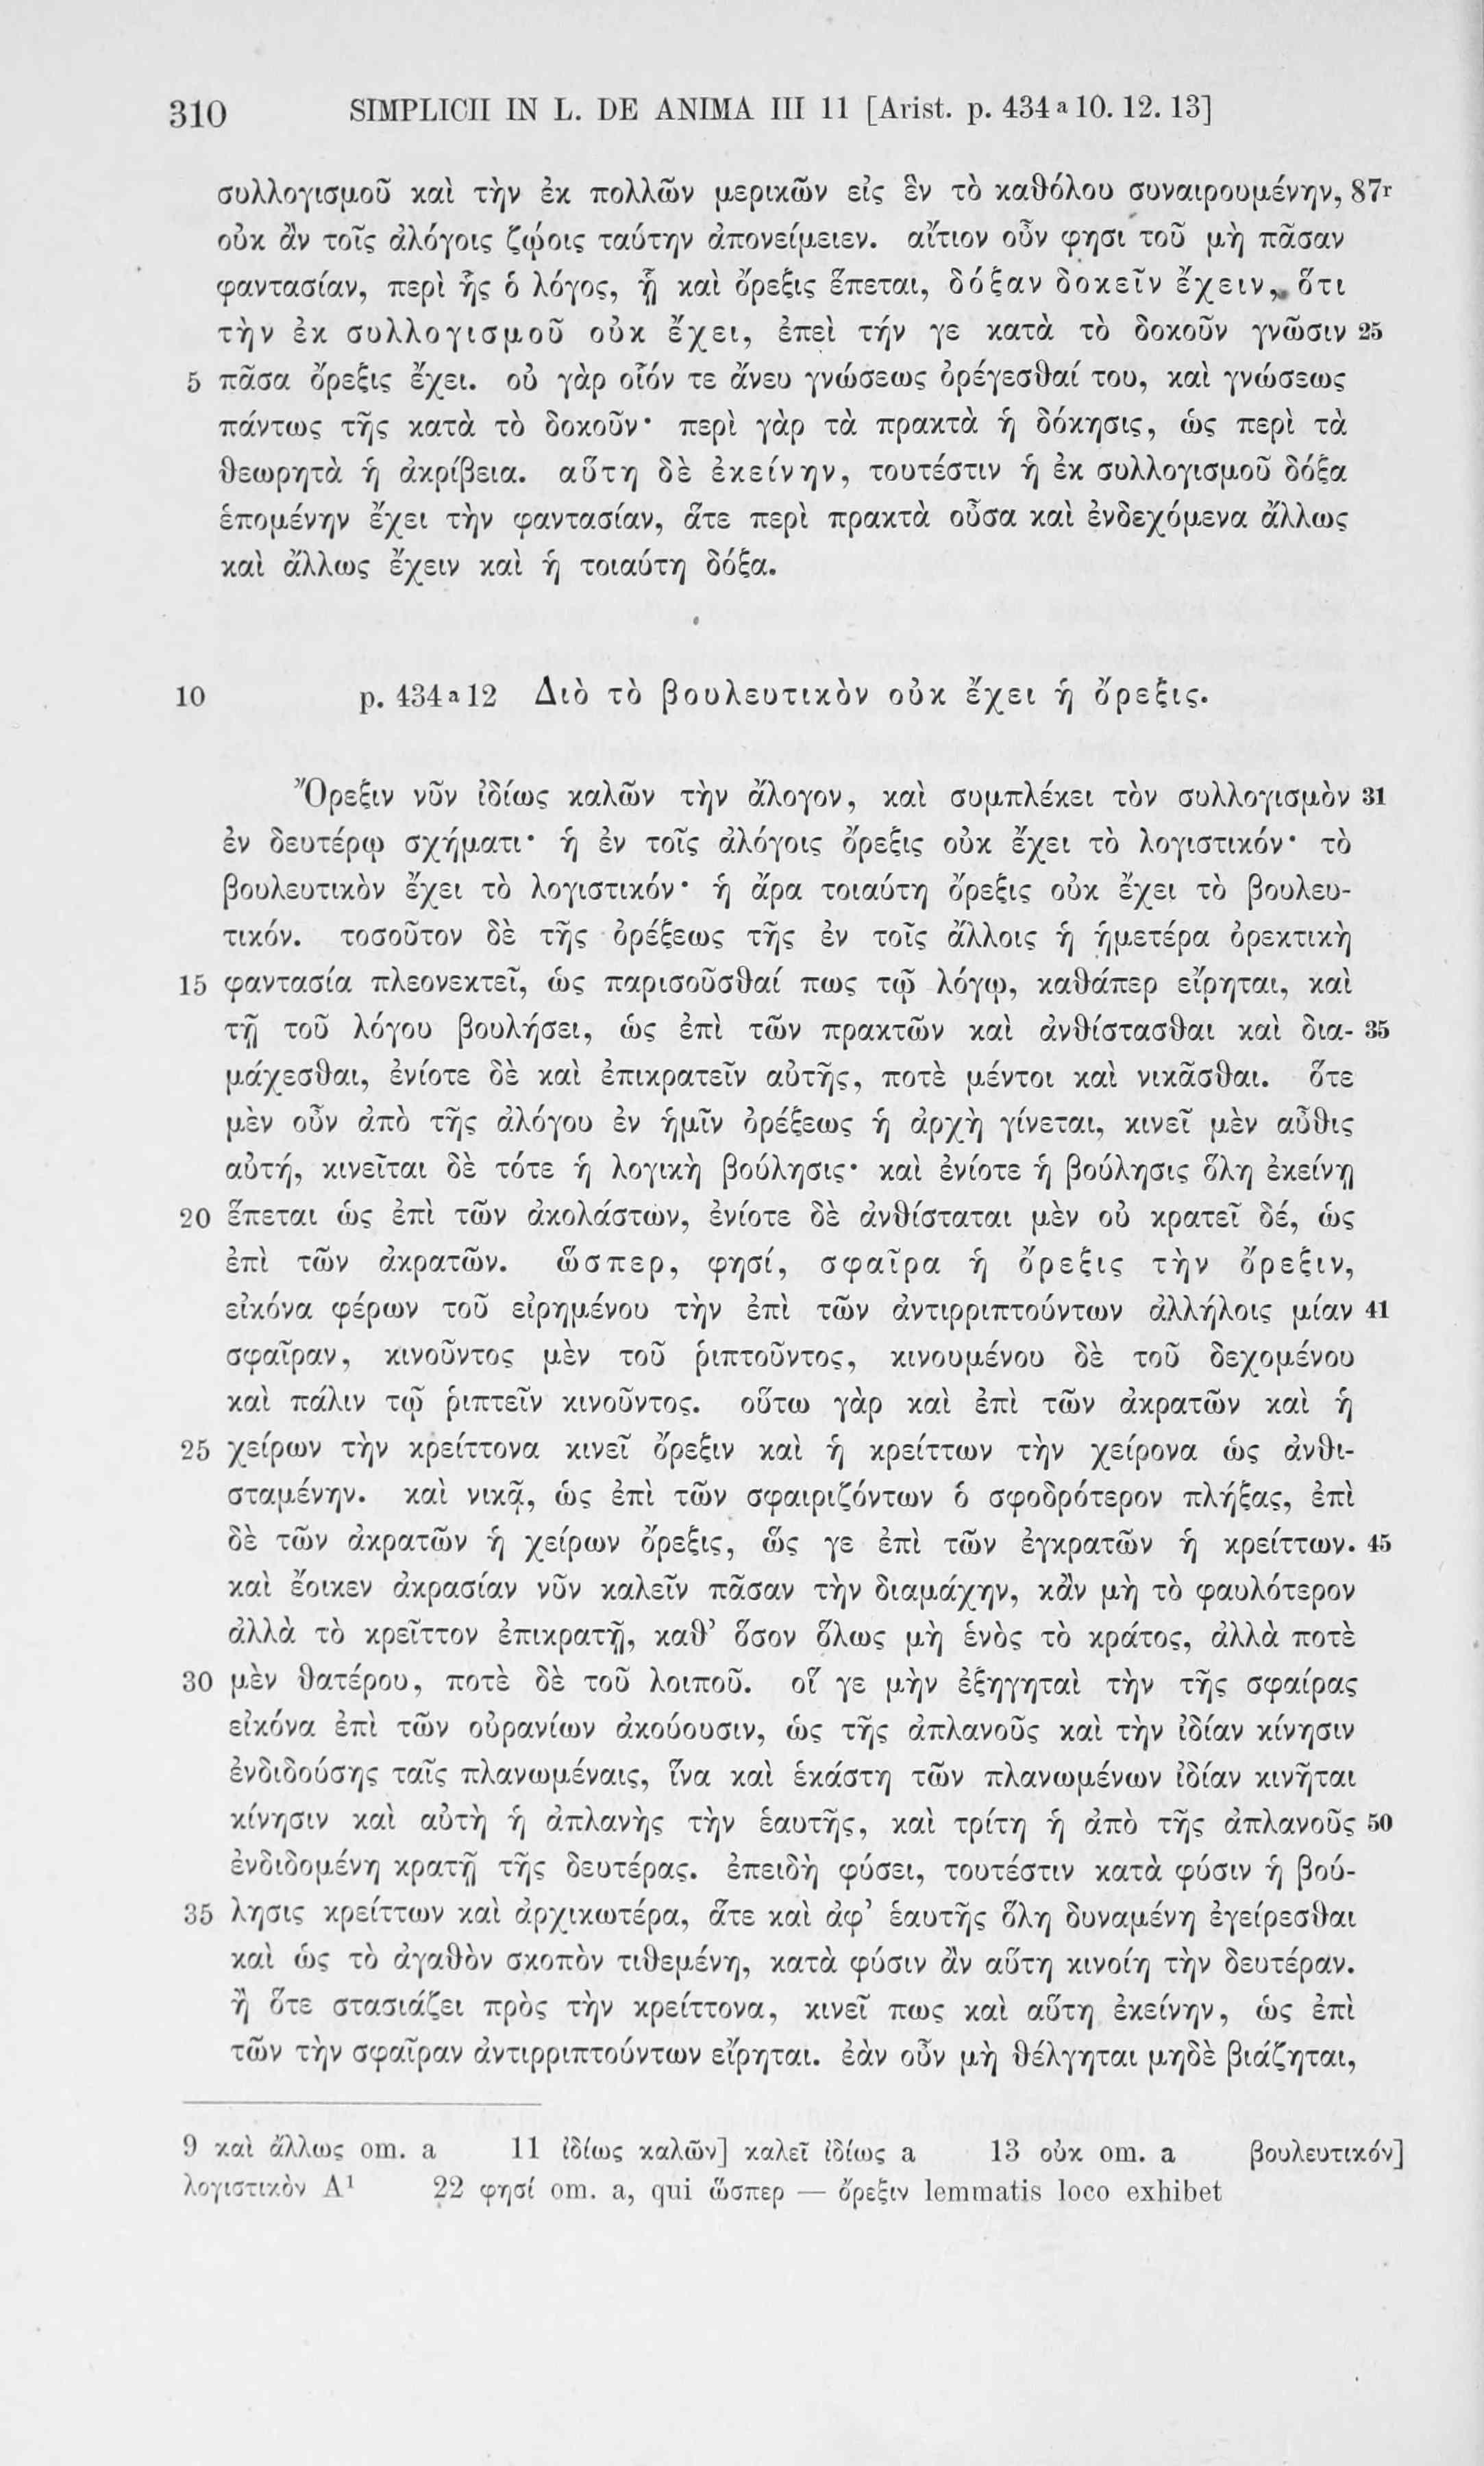 310 SIMPLICII IN L. DE ANIMA III 11 [Arist. p. 434 a 10. 12. 13]
συλλογισμοῦ καὶ τὴν ἐκ πολλῶν μερικῶν εἰς ἓν τὸ καθόλου συναιρουμένην, 87r
οὐκ ἂν τοῖς ἀλόγοις ζῴοις ταύτην ἀπονείμειεν. αἴτιον οὖν φησι τοῦ μὴ πᾶσαν
φαντασίαν, περὶ ἧς ὁ λόγος, ᾗ καὶ ὄρεξις ἕπεται, δόξαν δοκεῖν ἔχειν, ὅτι
τὴν ἐκ συλλογισμοῦ οὐκ ἔχει, ἐπεὶ τήν γε κατὰ τὸ δοκοῦν γνῶσιν 25
5 πᾶσα ὄρεξις ἔχει. οὐ γὰρ οἷόν τε ἄνευ γνώσεως ὀρέγεσθαί του, καὶ γνώσεως
πάντως τῆς κατὰ τὸ δοκοῦν· περὶ γὰρ τὰ πρακτὰ ἡ δόκησις, ὡς περὶ τὰ
θεωρητὰ ἡ ἀκρίβεια. αὕτη δὲ ἐκείνην, τουτέστιν ἡ ἐκ συλλογισμοῦ δόξα
ἑπομένην ἔχει τὴν φαντασίαν, ἅτε περὶ πρακτὰ οὖσα καὶ ἐνδεχόμενα ἄλλως
καὶ ἄλλως ἔχειν καὶ ἡ τοιαύτη δόξα.
10 p. 434 a 12 Διὸ τὸ βουλευτικὸν οὐκ ἔχει ἡ ὄρεξις.
Ὄρεξιν νῦν ἰδίως καλῶν τὴν ἄλογον, καὶ συμπλέκει τὸν συλλογισμὸν 31
ἐν δευτέρῳ σχήματι· ἡ ἐν τοῖς ἀλόγοις ὄρεξις οὐκ ἔχει τὸ λογιστικόν· τὸ
βουλευτικὸν ἔχει τὸ λογιστικόν· ἡ ἄρα τοιαύτη ὄρεξις οὐκ ἔχει τὸ βουλευ-
τικόν. τοσοῦτον δὲ τῆς ὀρέξεως τῆς ἐν τοῖς ἄλλοις ἡ ἡμετέρα ὀρεκτικὴ
15 φαντασία πλεονεκτεῖ, ὡς παρισοῦσθαί πως τῷ λόγῳ, καθάπερ εἴρηται, καὶ
τῇ τοῦ λόγου βουλήσει, ὡς ἐπὶ τῶν πρακτῶν καὶ ἀνθίστασθαι καὶ δια- 35
μάχεσθαι, ἐνίοτε δὲ καὶ ἐπικρατεῖν αὐτῆς, ποτὲ μέντοι καὶ νικᾶσθαι. ὅτε
μὲν οὖν ἀπὸ τῆς ἀλόγου ἐν ἡμῖν ὀρέξεως ἡ ἀρχὴ γίνεται, κινεῖ μὲν αὖθις
αὐτή, κινεῖται δὲ τότε ἡ λογικὴ βούλησις· καὶ ἐνίοτε ἡ βούλησις ὅλη ἐκείνῃ
20 ἕπεται ὡς ἐπὶ τῶν ἀκολάστων, ἐνίοτε δὲ ἀνθίσταται μὲν οὐ κρατεῖ δέ, ὡς
ἐπὶ τῶν ἀκρατῶν. ὥσπερ, φησί, σφαῖρα ἡ ὄρεξις τὴν ὄρεξιν,
εἰκόνα φέρων τοῦ εἰρημένου τὴν ἐπὶ τῶν ἀντιρριπτούντων ἀλλήλοις μίαν 41
σφαῖραν, κινοῦντος μὲν τοῦ ῥιπτοῦντος, κινουμένου δὲ τοῦ δεχομένου
καὶ πάλιν τῷ ῥιπτεῖν κινοῦντος. οὕτω γὰρ καὶ ἐπὶ τῶν ἀκρατῶν καὶ ἡ
25 χείρων τὴν κρείττονα κινεῖ ὄρεξιν καὶ ἡ κρείττων τὴν χείρονα ὡς ἀνθι-
σταμένην. καὶ νικᾷ, ὡς ἐπὶ τῶν σφαιριζόντων ὁ σφοδρότερον πλήξας, ἐπὶ
δὲ τῶν ἀκρατῶν ἡ χείρων ὄρεξις, ὥς γε ἐπὶ τῶν ἐγκρατῶν ἡ κρείττων. 45
καὶ ἔοικεν ἀκρασίαν νῦν καλεῖν πᾶσαν τὴν διαμάχην, κἂν μὴ τὸ φαυλότερον
ἀλλὰ τὸ κρεῖττον ἐπικρατῇ, καθ’ ὅσον ὅλως μὴ ἑνὸς τὸ κράτος, ἀλλὰ ποτὲ
30 μὲν θατέρου, ποτὲ δὲ τοῦ λοιποῦ. οἵ γε μὴν ἐξηγηταὶ τὴν τῆς σφαίρας
εἰκόνα ἐπὶ τῶν οὐρανίων ἀκούουσιν, ὡς τῆς ἀπλανοῦς καὶ τὴν ἰδίαν κίνησιν
ἐνδιδούσης ταῖς πλανωμέναις, ἵνα καὶ ἑκάστη τῶν πλανωμένων ἰδίαν κινῆται
κίνησιν καὶ αὐτὴ ἡ ἀπλανὴς τὴν ἑαυτῆς, καὶ τρίτη ἡ ἀπὸ τῆς ἀπλανοῦς 50
ἐνδιδομένη κρατῇ τῆς δευτέρας. ἐπειδὴ φύσει, τουτέστιν κατὰ φύσιν ἡ βού-
35 λησις κρείττων καὶ ἀρχικωτέρα, ἅτε καὶ ἀφ’ ἑαυτῆς ὅλη δυναμένη ἐγείρεσθαι
καὶ ὡς τὸ ἀγαθὸν σκοπὸν τιθεμένη, κατὰ φύσιν ἂν αὕτη κινοίη τὴν δευτέραν.
ἢ ὅτε στασιάζει πρὸς τὴν κρείττονα, κινεῖ πως καὶ αὕτη ἐκείνην, ὡς ἐπὶ
τῶν τὴν σφαῖραν ἀντιρριπτούντων εἴρηται. ἐὰν οὖν μὴ θέλγηται μηδὲ βιάζηται,
9 καὶ ἄλλως om. a 11 ἰδίως καλῶν] καλεῖ ἰδίως a 13 οὐκ om. a βουλευτικόν]
λογιστικὸν A¹ 22 φησί om. a, qui ὥσπερ — ὄρεξιν lemmatis loco exhibet